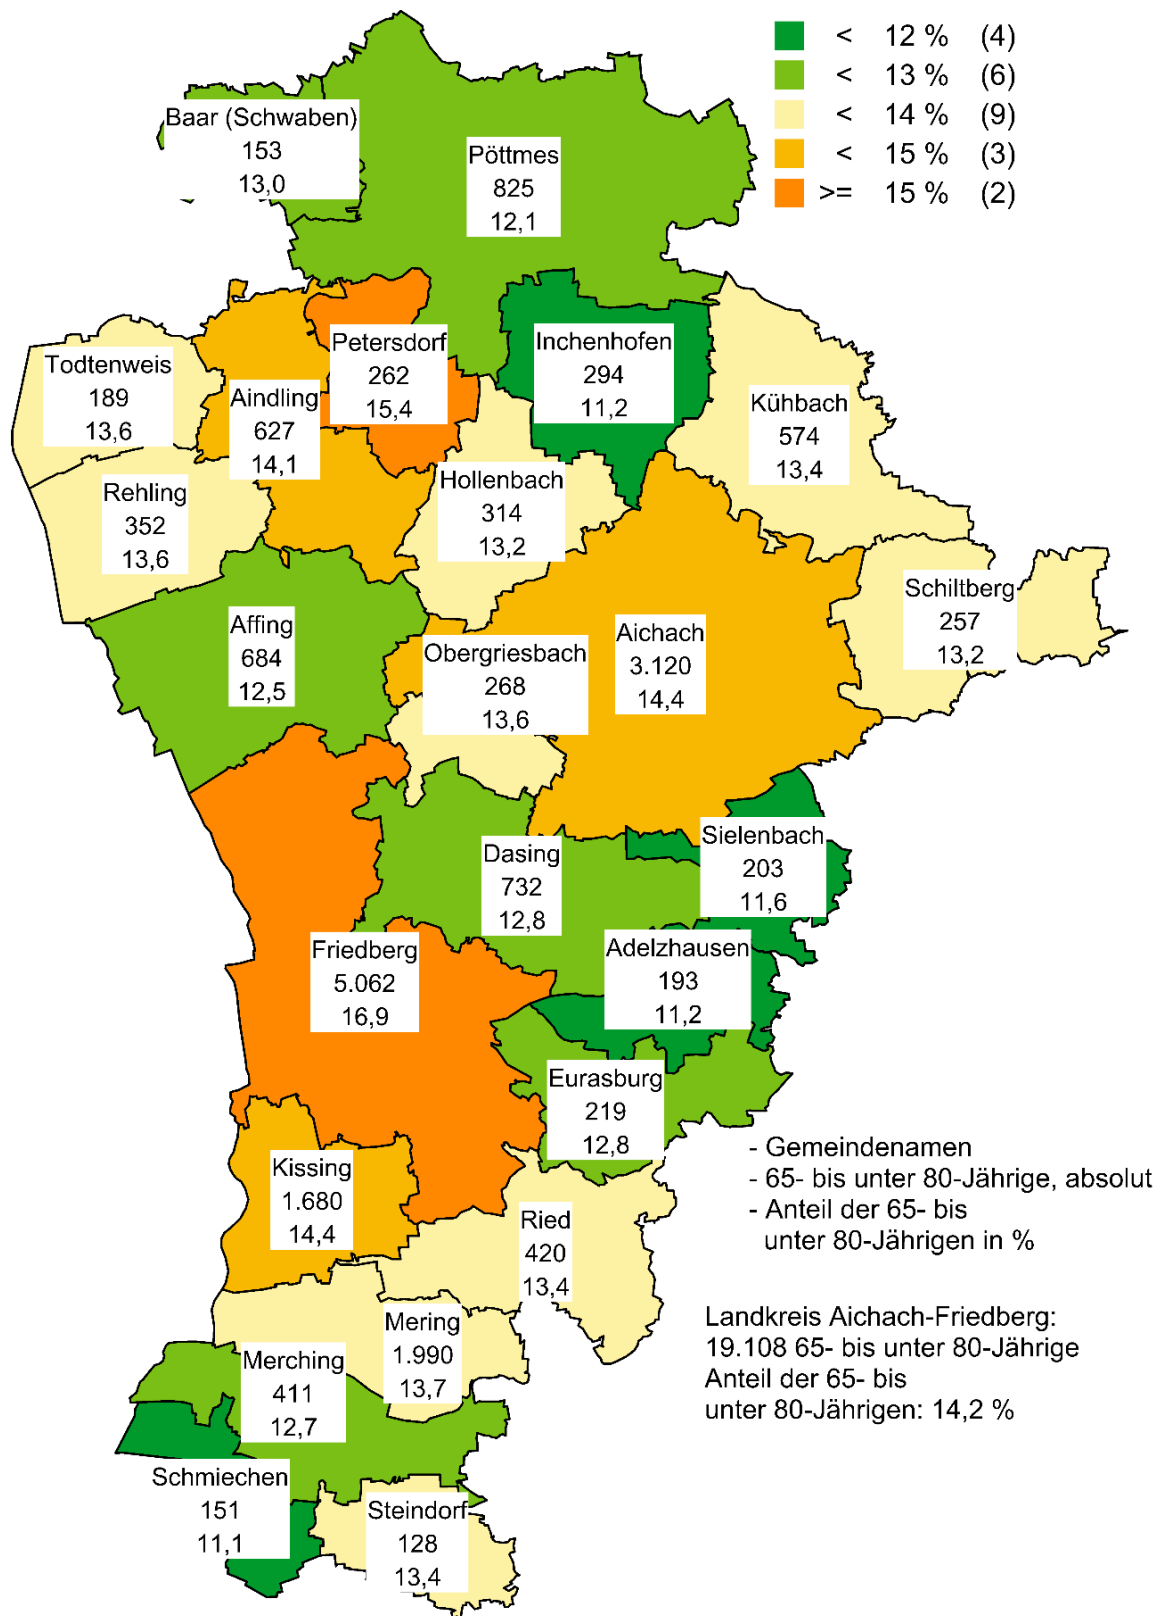 < 12 % (4)
< 13 % (6)
< 14 % (9)
< 15 % (3)
>= 15 % (2)
Baar (Schwaben)
153
13,0
Pöttmes
825
12,1
Petersdorf
262
15,4
Inchenhofen
294
11,2
Todtenweis
189
13,6
Aindling
627
14,1
Kühbach
574
13,4
Rehling
352
13,6
Hollenbach
314
13,2
Schiltberg
257
13,2
Affing
684
12,5
Obergriesbach
268
13,6
Aichach
3.120
14,4
Sielenbach
203
11,6
Dasing
732
12,8
Friedberg
5.062
16,9
Adelzhausen
193
11,2
Eurasburg
219
12,8
Kissing
1.680
14,4
Ried
420
13,4
Mering
1.990
13,7
Merching
411
12,7
Schmiechen
151
11,1
Steindorf
128
13,4
- Gemeindenamen
- 65- bis unter 80-Jährige, absolut
- Anteil der 65- bis
unter 80-Jährigen in %
Landkreis Aichach-Friedberg:
19.108 65- bis unter 80-Jährige
Anteil der 65- bis
unter 80-Jährigen: 14,2 %